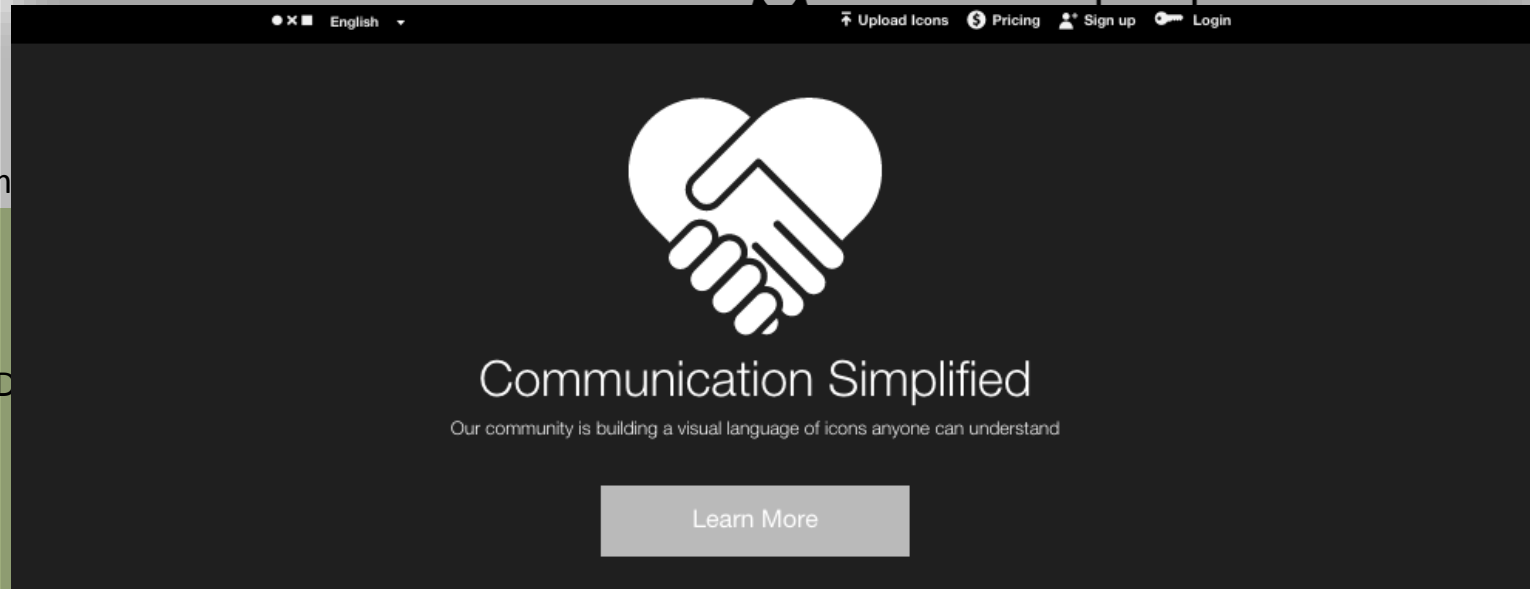 English
Upload Icons
$ Pricing
Sign up
Login
Communication Simplified
Our community is building a visual language of icons anyone can understand
Learn More